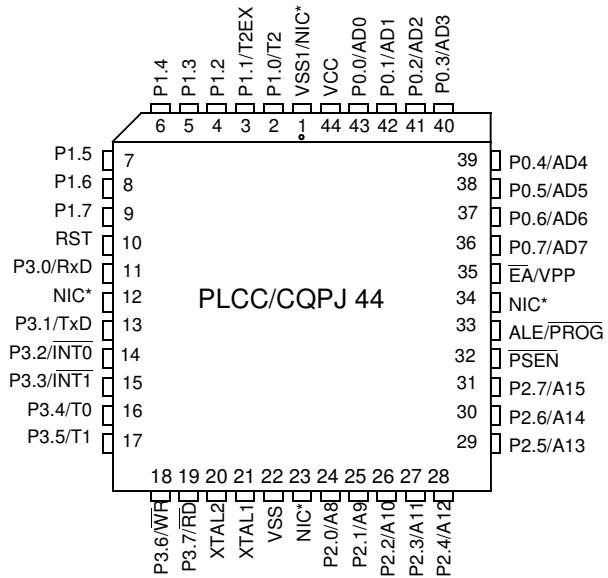 P1.4
P1.3
P1.2
P1.1/T2EX
P1.0/T2
VSS1/NIC*
VCC
P0.0/AD0
P0.1/AD1
P0.2/AD2
P0.3/AD3
6 5 4 3 2 1 44 43 42 41 40
P1.5 7
P1.6 8
P1.7 9
RST 10
P3.0/RxD 11
NIC* 12
P3.1/TxD 13
P3.2/INT0 14
P3.3/INT1 15
P3.4/T0 16
P3.5/T1 17
PLCC/CQPJ 44
39 P0.4/AD4
38 P0.5/AD5
37 P0.6/AD6
36 P0.7/AD7
35 EA/VPP
34 NIC*
33 ALE/PROG
32 PSEN
31 P2.7/A15
30 P2.6/A14
29 P2.5/A13
18 19 20 21 22 23 24 25 26 27 28
P3.6/WR
P3.7/RD
XTAL2
XTAL1
VSS
NIC*
P2.0/A8
P2.1/A9
P2.2/A10
P2.3/A11
P2.4/A12